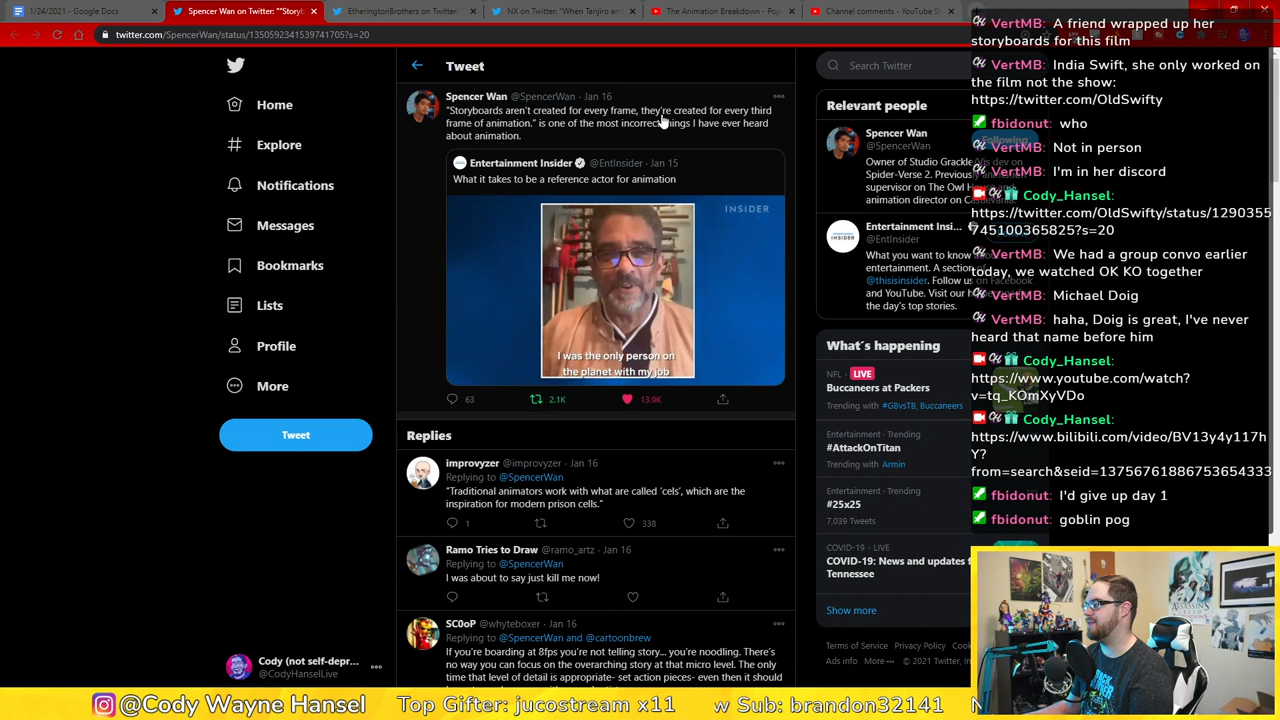 1/24/2021 - Google Docs
Spencer Wan on Twitter: ""Storyb
EtheringtonBrothers on Twitter:
NX on Twitter: "When Tanjiro and
The Animation Breakdown - Pop
Channel comments - YouTube S
twitter.com/SpencerWan/status/1350592341539741705?s=20
Home
Explore
Notifications
Messages
Bookmarks
Lists
Profile
More
Tweet
Cody (not self-depr...
@CodyHanselLive
Tweet
Spencer Wan @SpencerWan · Jan 16
"Storyboards aren't created for every frame, they're created for every third
frame of animation." is one of the most incorrect things I have ever heard
about animation.
Entertainment Insider @EntInsider · Jan 15
What it takes to be a reference actor for animation
INSIDER
I was the only person on
the planet with my job
63
2.1K
13.9K
Replies
improvyzer @improvyzer · Jan 16
Replying to @SpencerWan
"Traditional animators work with what are called 'cels', which are the
inspiration for modern prison cells."
1
338
Ramo Tries to Draw @ramo_artz · Jan 16
Replying to @SpencerWan
I was about to say just kill me now!
SC0oP @whyteboxer · Jan 16
Replying to @SpencerWan and @cartoonbrew
If you're boarding at 8fps you're not telling story... you're noodling. There's
no way you can focus on the overarching story at that micro level. The only
time that level of detail is appropriate- set action pieces- even then it should
Search Twitter
Relevant people
Spencer Wan
@SpencerWan
Following
Owner of Studio Grackle/Vis dev on
Spider-Verse 2. Previously
supervisor on The Owl House and
animation director on Castlevania
Entertainment Insi...
@EntInsider
What you want to know about
entertainment. A section
@thisisinsider. Follow us on Facebook
and YouTube. Visit our homepage for
the day's top stories.
What's happening
NFL · LIVE
Buccaneers at Packers
Trending with #GBvsTB, Buccaneers
Entertainment · Trending
#AttackOnTitan
Trending with Armin
Entertainment · Trending
#25x25
7,039 Tweets
COVID-19 · LIVE
COVID-19: News and updates f
Tennessee
Show more
Terms of Service Privacy Policy Cook
Ads info More © 2021 Twitter, In
VertMB: A friend wrapped up her
storyboards for this film
VertMB: India Swift, she only worked on
the film not the show:
https://twitter.com/OldSwifty
fbidonut: who
VertMB: Not in person
VertMB: I'm in her discord
Cody_Hansel:
https://twitter.com/OldSwifty/status/1290355
745100365825?s=20
VertMB: We had a group convo earlier
today, we watched OK KO together
VertMB: Michael Doig
VertMB: haha, Doig is great, I've never
heard that name before him
Cody_Hansel:
https://www.youtube.com/watch?
v=tq_KOmXyVDo
Cody_Hansel:
https://www.bilibili.com/video/BV13y4y117h
Y?
from=search&seid=13756761886753654333
fbidonut: I'd give up day 1
fbidonut: goblin pog
ASSASSIN'S
@Cody Wayne Hansel
Top Gifter: jucostream x11
w Sub: brandon32141